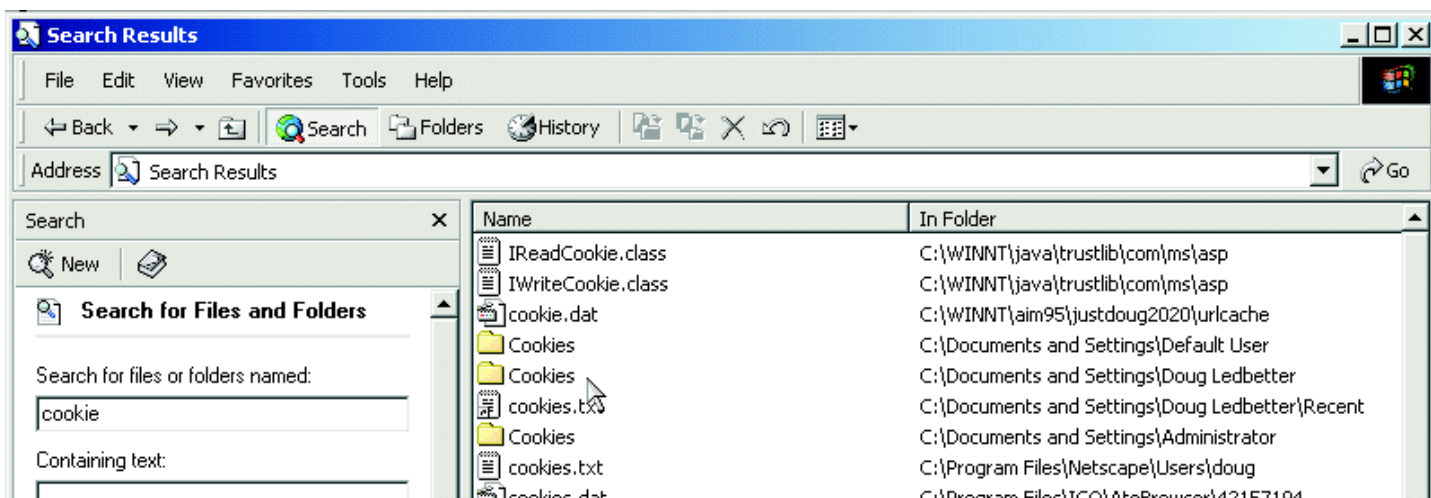 Search Results
File Edit View Favorites Tools Help
Back Search Folders History
Address Search Results Go
Search
New
Search for Files and Folders
Search for files or folders named:
cookie
Containing text:
Name In Folder
IReadCookie.class C:\WINNT\java\trustlib\com\ms\asp
IWriteCookie.class C:\WINNT\java\trustlib\com\ms\asp
cookie.dat C:\WINNT\aim95\justdoug2020\urlcache
Cookies C:\Documents and Settings\Default User
Cookies C:\Documents and Settings\Doug Ledbetter
cookies.txt C:\Documents and Settings\Doug Ledbetter\Recent
Cookies C:\Documents and Settings\Administrator
cookies.txt C:\Program Files\Netscape\Users\doug
cookies.dat C:\Program